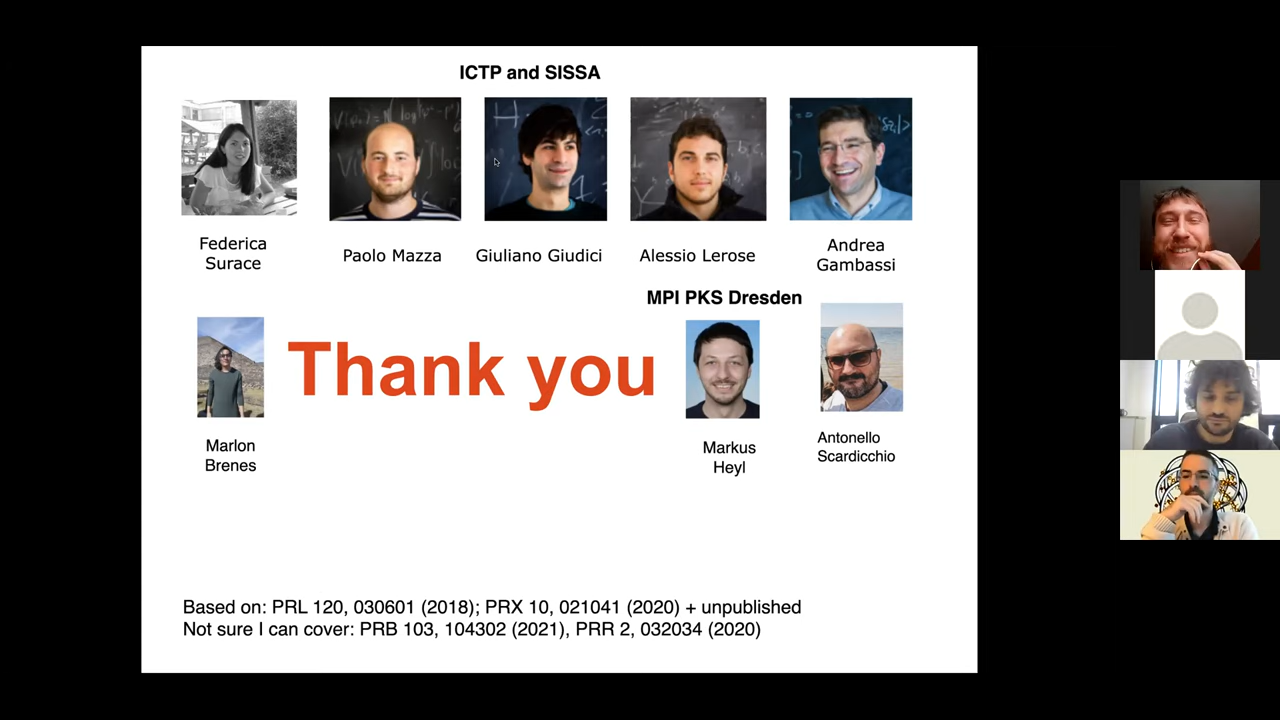 ICTP and SISSA
Federica
Surace
Paolo Mazza
Giuliano Giudici
Alessio Lerose
Andrea
Gambassi
MPI PKS Dresden
Thank you
Marlon
Brenes
Markus
Heyl
Antonello
Scardicchio
Based on: PRL 120, 030601 (2018); PRX 10, 021041 (2020) + unpublished
Not sure I can cover: PRB 103, 104302 (2021), PRR 2, 032034 (2020)